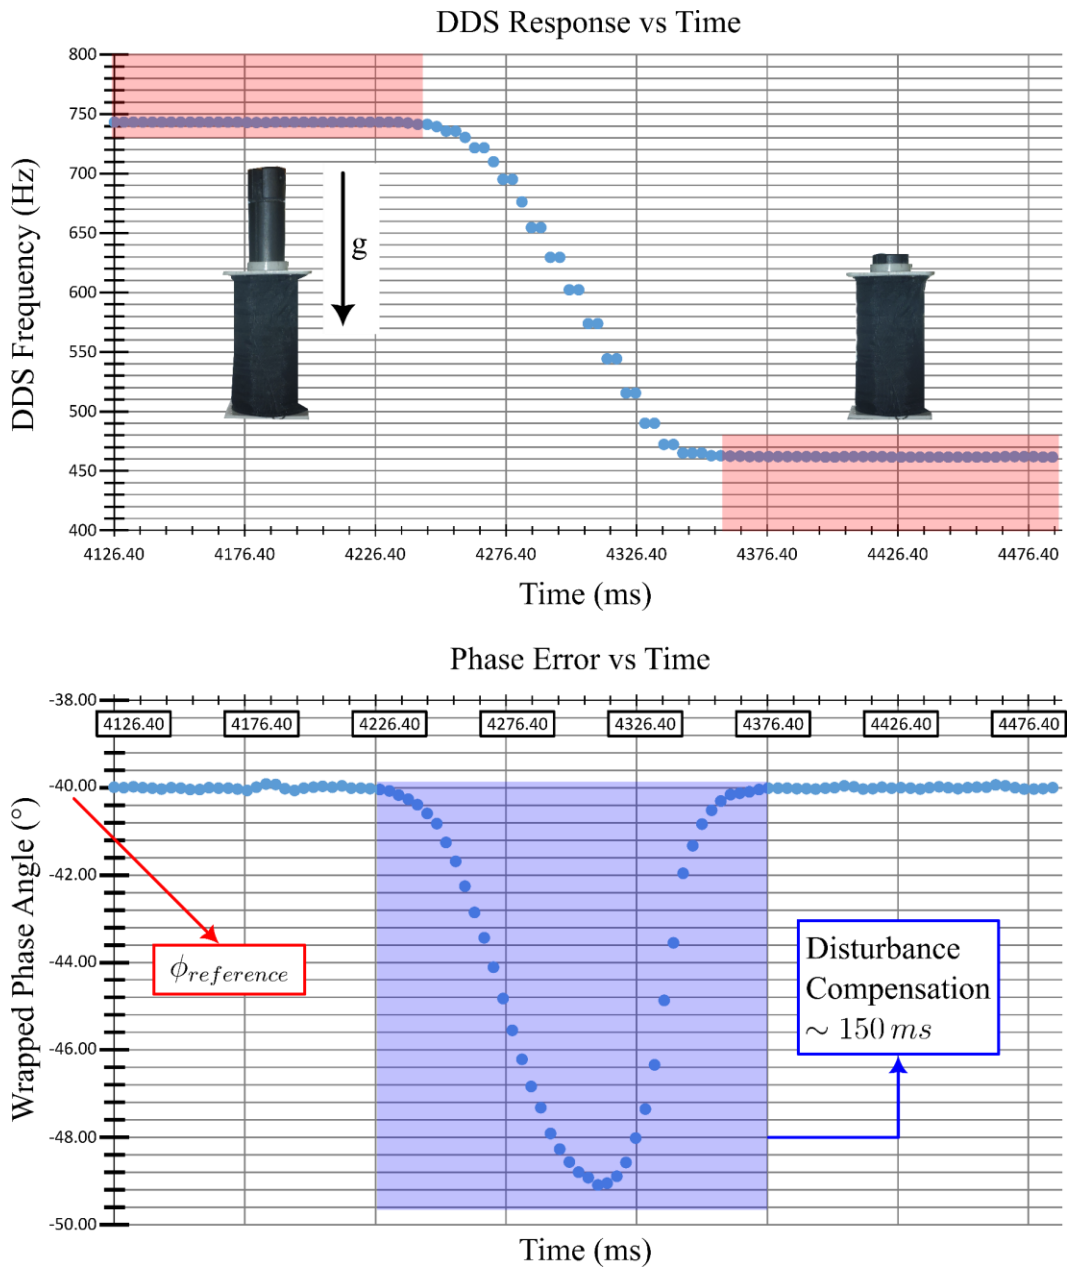 DDS Response vs Time
DDS Frequency (Hz)
800
750
700
650
600
550
500
450
400
g
4126.40 4176.40 4226.40 4276.40 4326.40 4376.40 4426.40 4476.40
Time (ms)
Phase Error vs Time
Wrapped Phase Angle (°)
-38.00
4126.40 4176.40 4226.40 4276.40 4326.40 4376.40 4426.40 4476.40
-40.00
-42.00
-44.00
-46.00
-48.00
-50.00
ϕreference
Disturbance
Compensation
~ 150 ms
Time (ms)